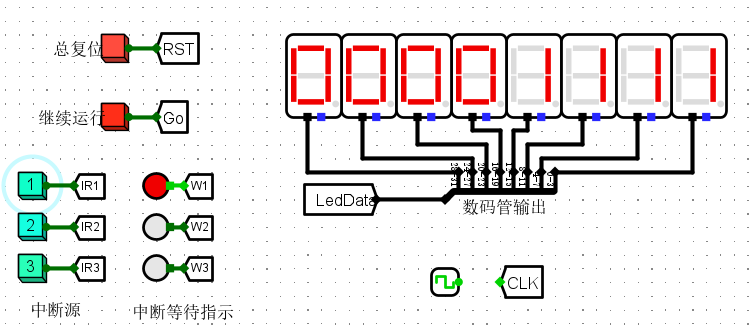 总复位 RST
继续运行 Go
1 IR1 W1
2 IR2 W2
3 IR3 W3
中断源
中断等待指示
00001111
LedData
数码管输出
CLK